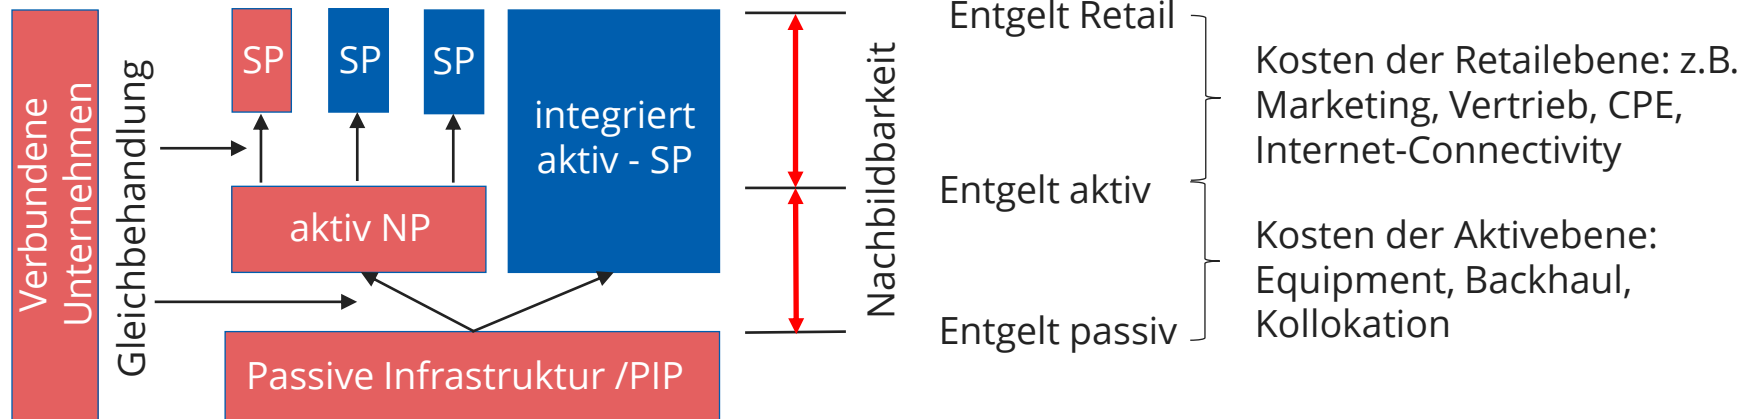 Verbundene
Unternehmen
Gleichbehandlung
SP
SP
SP
integriert
aktiv - SP
aktiv NP
Passive Infrastruktur /PIP
Nachbildbarkeit
Entgelt Retail
Entgelt aktiv
Entgelt passiv
Kosten der Retailebene: z.B.
Marketing, Vertrieb, CPE,
Internet-Connectivity
Kosten der Aktivebene:
Equipment, Backhaul,
Kollokation